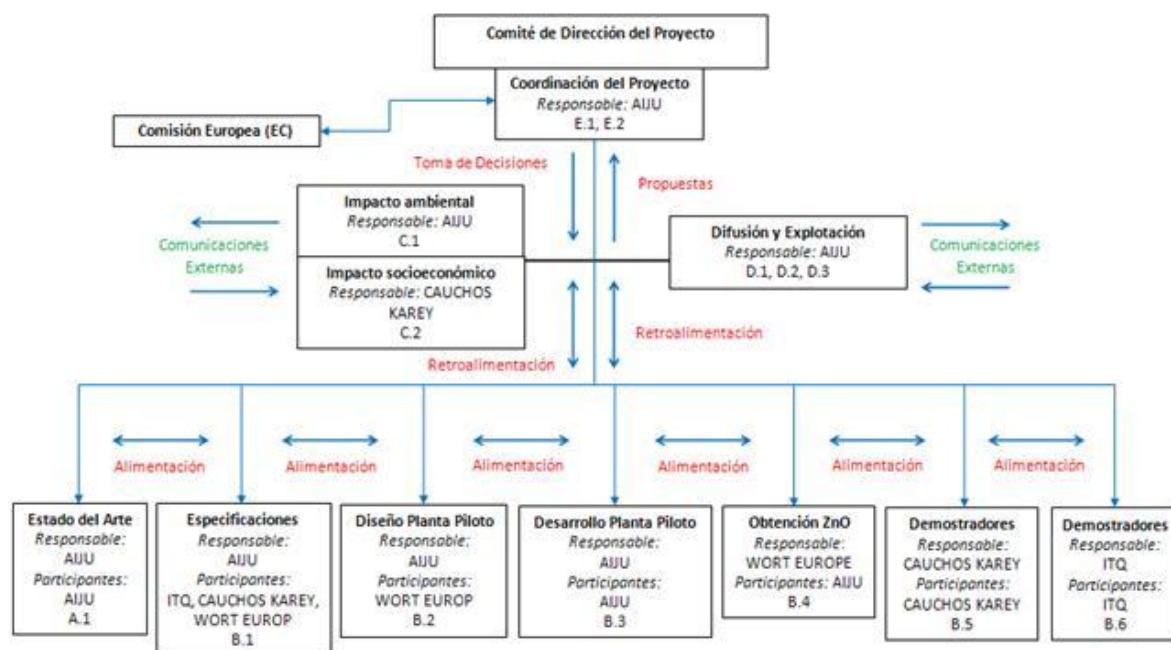 Comité de Dirección del Proyecto
Coordinación del Proyecto
Responsable: AIJU
E.1, E.2
Comisión Europea (EC)
Toma de Decisiones
Propuestas
Impacto ambiental
Responsable: AIJU
C.1
Impacto socioeconómico
Responsable: CAUCHOS
KAREY
C.2
Difusión y Explotación
Responsable: AIJU
D.1, D.2, D.3
Comunicaciones
Externas
Comunicaciones
Externas
Retroalimentación
Retroalimentación
Alimentación
Alimentación
Alimentación
Alimentación
Alimentación
Alimentación
Estado del Arte
Responsable:
AIJU
Participantes:
AIJU
A.1
Especificaciones
Responsable:
AIJU
Participantes:
ITQ, CAUCHOS KAREY,
WORT EUROP
B.1
Diseño Planta Piloto
Responsable:
AIJU
Participantes:
WORT EUROP
B.2
Desarrollo Planta Piloto
Responsable:
AIJU
Participantes:
AIJU
B.3
Obtención ZnO
Responsable:
WORT EUROPE
Participantes: AIJU
B.4
Demostradores
Responsable:
CAUCHOS KAREY
Participantes:
CAUCHOS KAREY
B.5
Demostradores
Responsable:
ITQ
Participantes:
ITQ
B.6